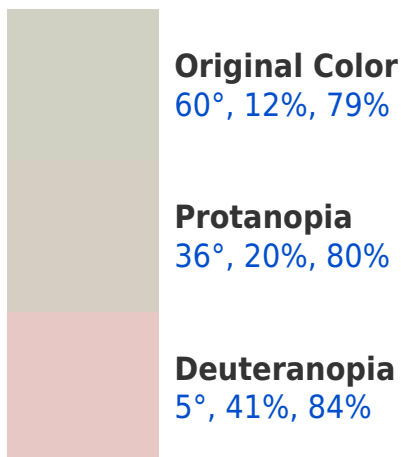 Original Color
60°, 12%, 79%
Protanopia
36°, 20%, 80%
Deuteranopia
5°, 41%, 84%